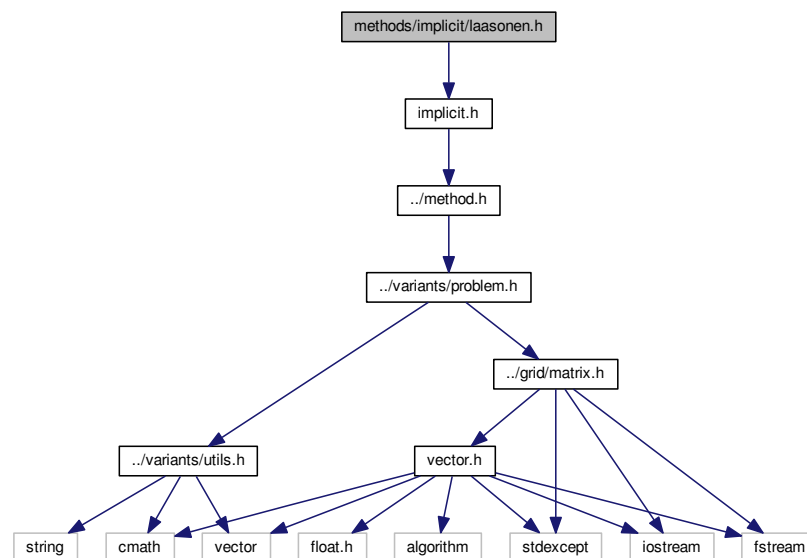 methods/implicit/laasonen.h
implicit.h
../method.h
../variants/problem.h
../grid/matrix.h
../variants/utils.h
vector.h
string
cmath
vector
float.h
algorithm
stdexcept
iostream
fstream